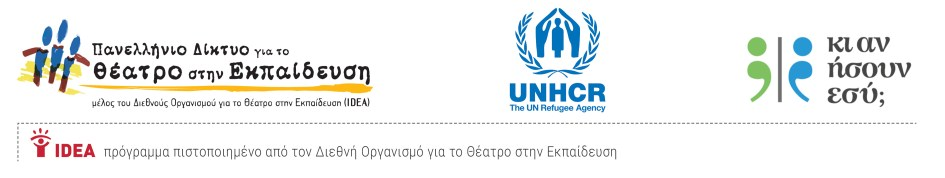 Πανελλήνιο Δίκτυο για το
Θέατρο στην Εκπαίδευση
μέλος του Διεθνούς Οργανισμού για το Θέατρο στην Εκπαίδευση (IDEA)
UNHCR
The UN Refugee Agency
κι αν
ήσουν
εσύ;
IDEA πρόγραμμα πιστοποιημένο από τον Διεθνή Οργανισμό για το Θέατρο στην Εκπαίδευση